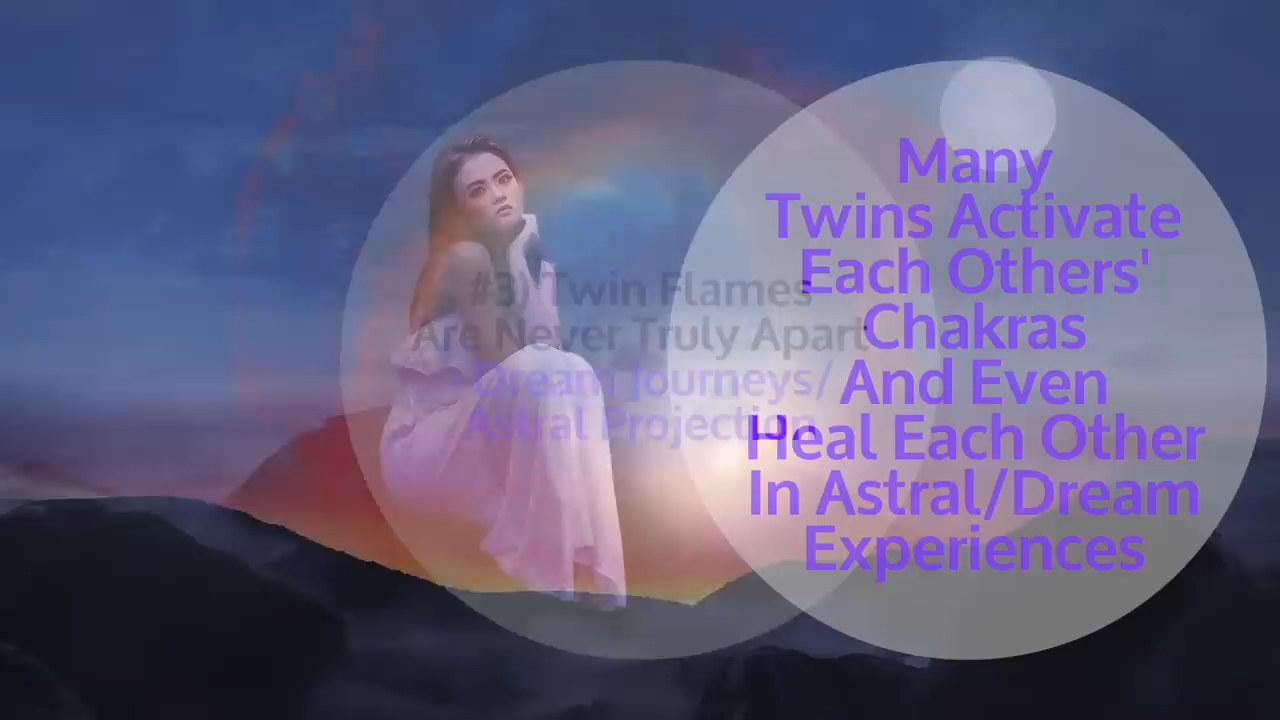 #3) Twin Flames
Are Never Truly Apart
- Dream Journeys/
Astral Projection
Many
Twins Activate
Each Others'
Chakras
And Even
Heal Each Other
In Astral/Dream
Experiences